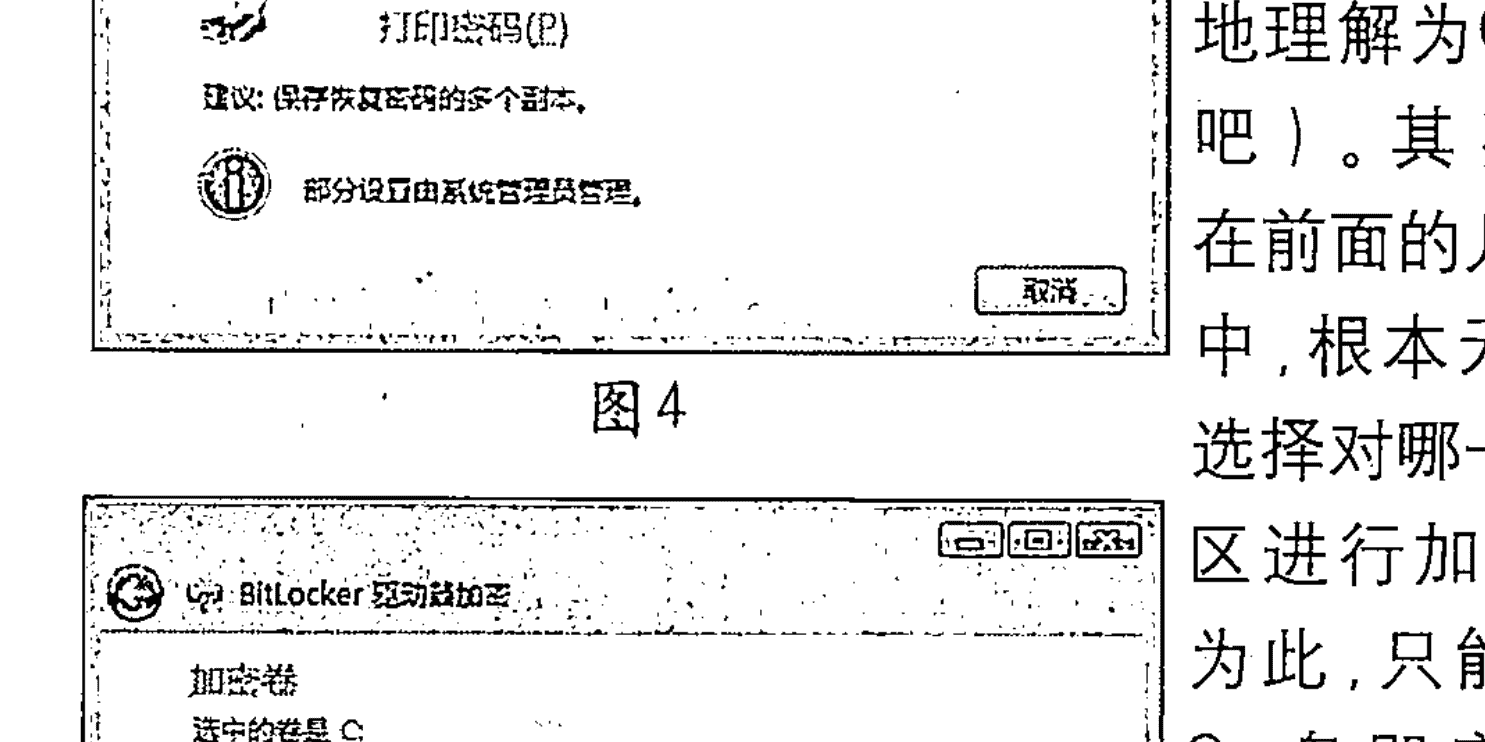 打印密码(P)
建议: 保存恢复密码的多个副本。
部分设置由系统管理员管理。
取消
图 4
BitLocker 驱动器加密
加密卷
选中的卷是 C:
地理解为
吧）。其
在前面的
中，根本
选择对哪一
区进行加
为此，只能